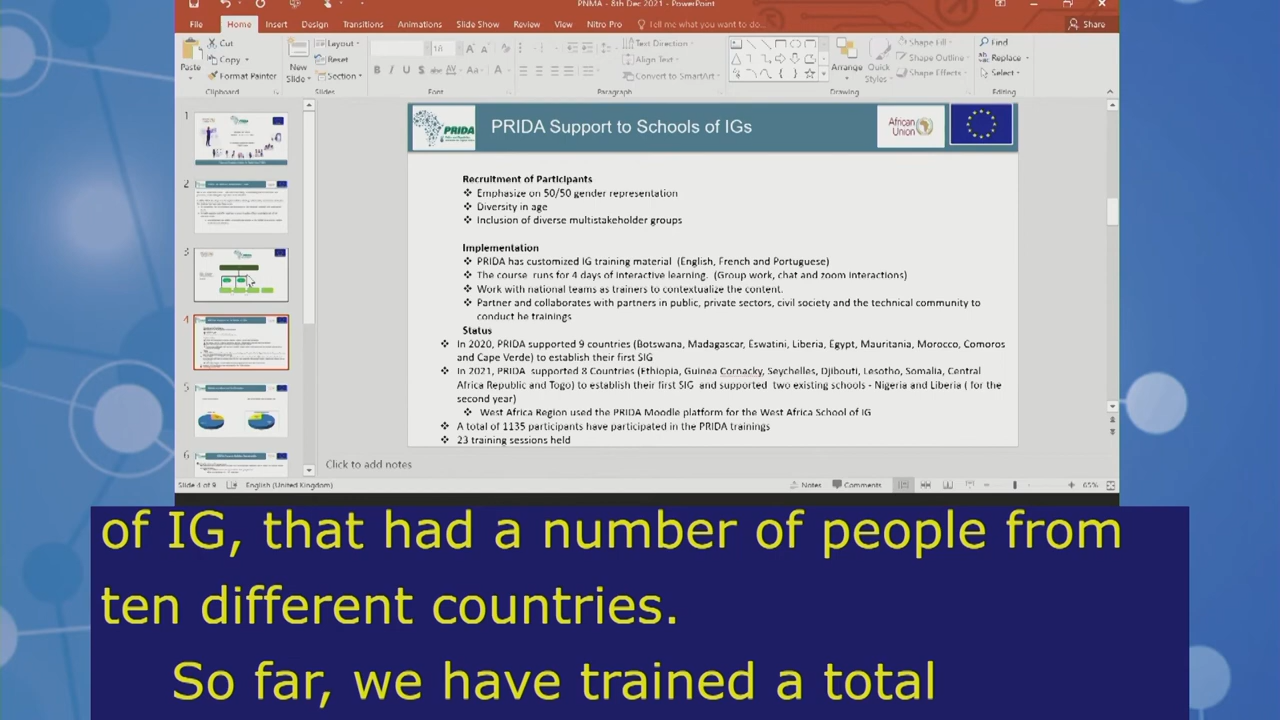 PNMA - 8th Dec 2021 - PowerPoint
File Home Insert Design Transitions Animations Slide Show Review View Nitro Pro Tell me what you want to do... Share
Cut
Copy
Format Painter
Paste
Clipboard
New Slide
Layout
Reset
Section
Slides
18
Font
Text Direction
Align Text
Convert to SmartArt
Paragraph
Arrange
Quick Styles
Shape Fill
Shape Outline
Shape Effects
Drawing
Find
Replace
Select
Editing
1
2
3
4
5
6
PRIDA
PRIDA Support to Schools of IGs
African Union
Recruitment of Participants
❖ Emphasize on 50/50 gender representation
❖ Diversity in age
❖ Inclusion of diverse multistakeholder groups
Implementation
❖ PRIDA has customized IG training material (English, French and Portuguese)
❖ The course runs for 4 days of interactive learning. (Group work, chat and zoom interactions)
❖ Work with national teams as trainers to contextualize the content.
❖ Partner and collaborates with partners in public, private sectors, civil society and the technical community to
conduct he trainings
Status
❖ In 2020, PRIDA supported 9 countries (Botswana, Madagascar, Eswatini, Liberia, Egypt, Mauritania, Morocco, Comoros
and Cape Verde) to establish their first SIG
❖ In 2021, PRIDA supported 8 Countries (Ethiopia, Guinea Cornacky, Seychelles, Djibouti, Lesotho, Somalia, Central
Africa Republic and Togo) to establish their first SIG and supported two existing schools - Nigeria and Liberia ( for the
second year)
❖ West Africa Region used the PRIDA Moodle platform for the West Africa School of IG
❖ A total of 1135 participants have participated in the PRIDA trainings
❖ 23 training sessions held
Click to add notes
Slide 4 of 9 English (United Kingdom) Notes Comments 65%
of IG, that had a number of people from
ten different countries.
So far, we have trained a total